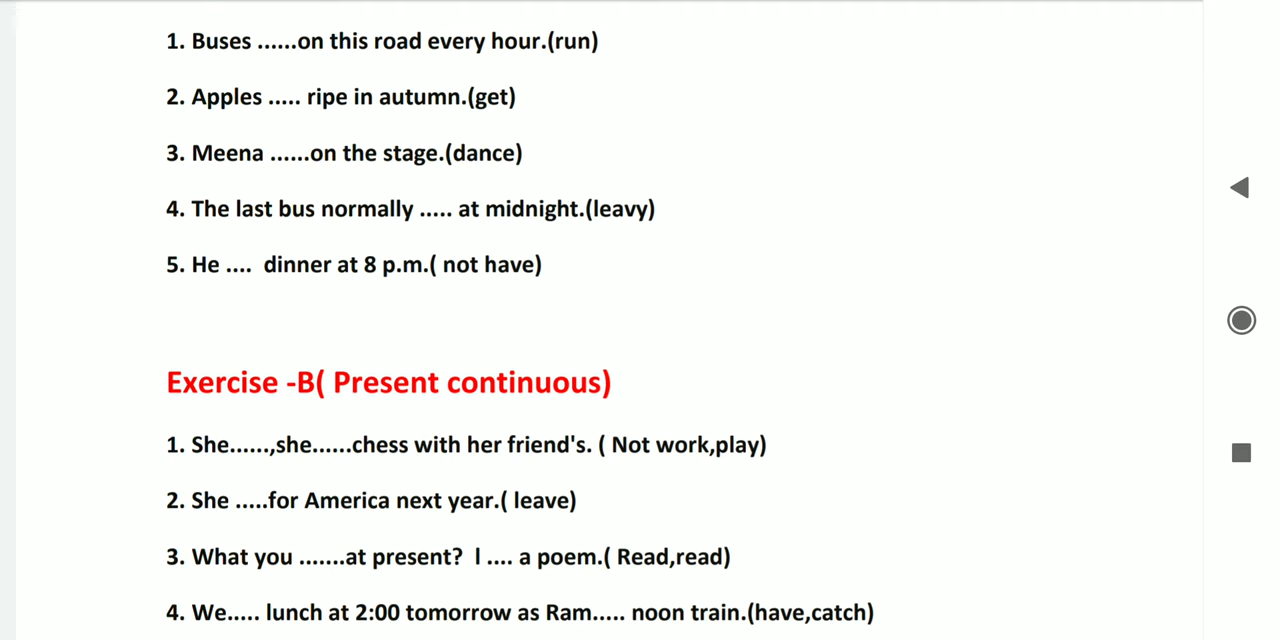 1. Buses ......on this road every hour.(run)
2. Apples ..... ripe in autumn.(get)
3. Meena ......on the stage.(dance)
4. The last bus normally ..... at midnight.(leavy)
5. He ....  dinner at 8 p.m.( not have)
Exercise -B( Present continuous)
1. She......,she......chess with her friend's. ( Not work,play)
2. She .....for America next year.( leave)
3. What you .......at present?  I .... a poem.( Read,read)
4. We..... lunch at 2:00 tomorrow as Ram..... noon train.(have,catch)